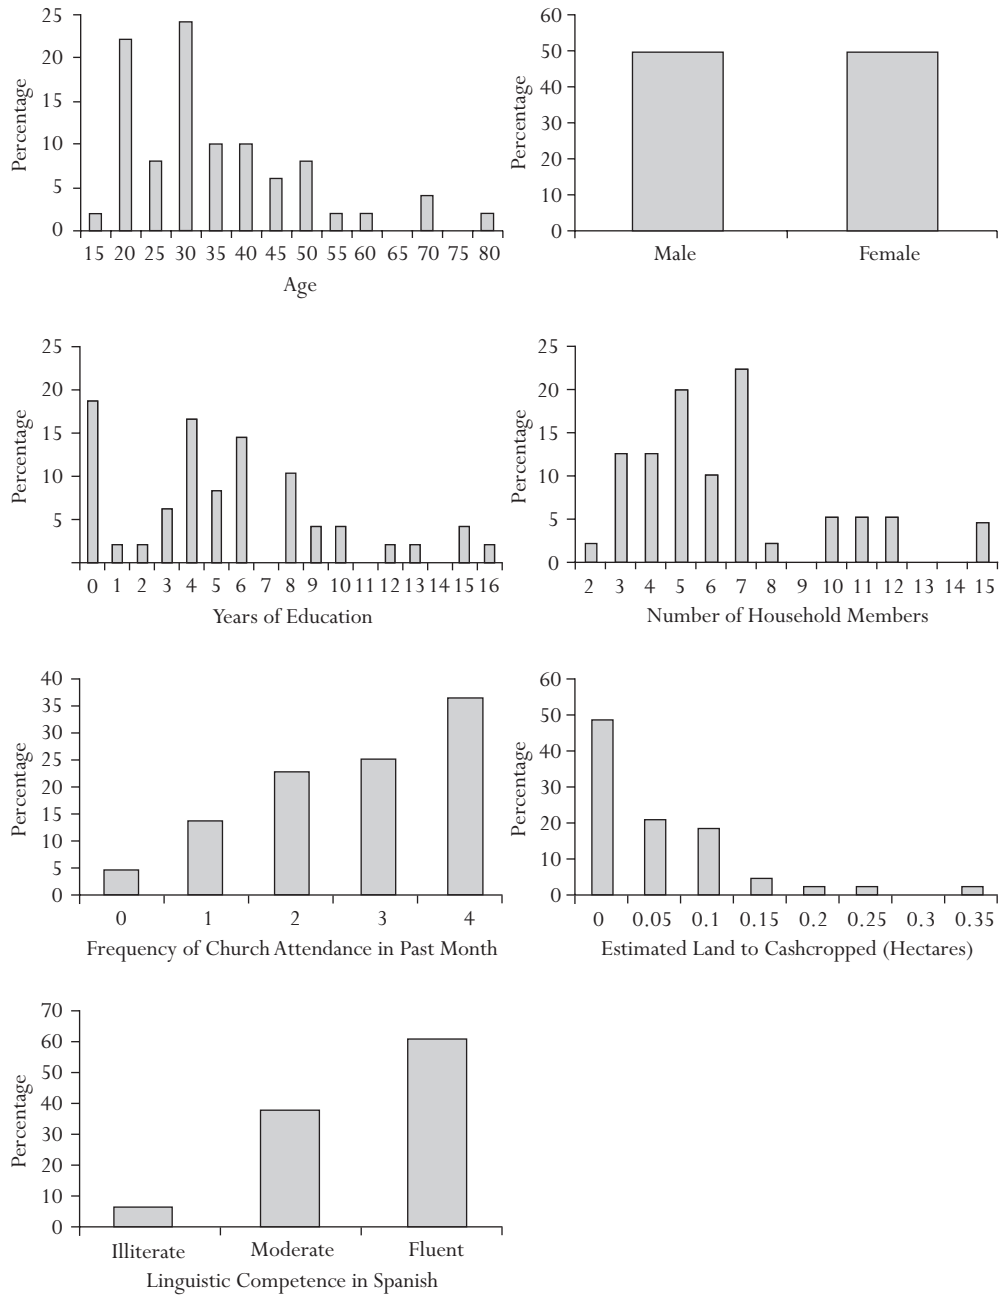 25
20
15
10
5
0
Percentage
15 20 25 30 35 40 45 50 55 60 65 70 75 80
Age
60
50
40
30
20
10
0
Percentage
Male Female
25
20
15
10
5
Percentage
0 1 2 3 4 5 6 7 8 9 10 11 12 13 14 15 16
Years of Education
25
20
15
10
5
0
Percentage
2 3 4 5 6 7 8 9 10 11 12 13 14 15
Number of Household Members
40
35
30
25
20
15
10
5
0
Percentage
0 1 2 3 4
Frequency of Church Attendance in Past Month
60
50
40
30
20
10
0
Percentage
0 0.05 0.1 0.15 0.2 0.25 0.3 0.35
Estimated Land to Cashcropped (Hectares)
70
60
50
40
30
20
10
0
Percentage
Illiterate Moderate Fluent
Linguistic Competence in Spanish